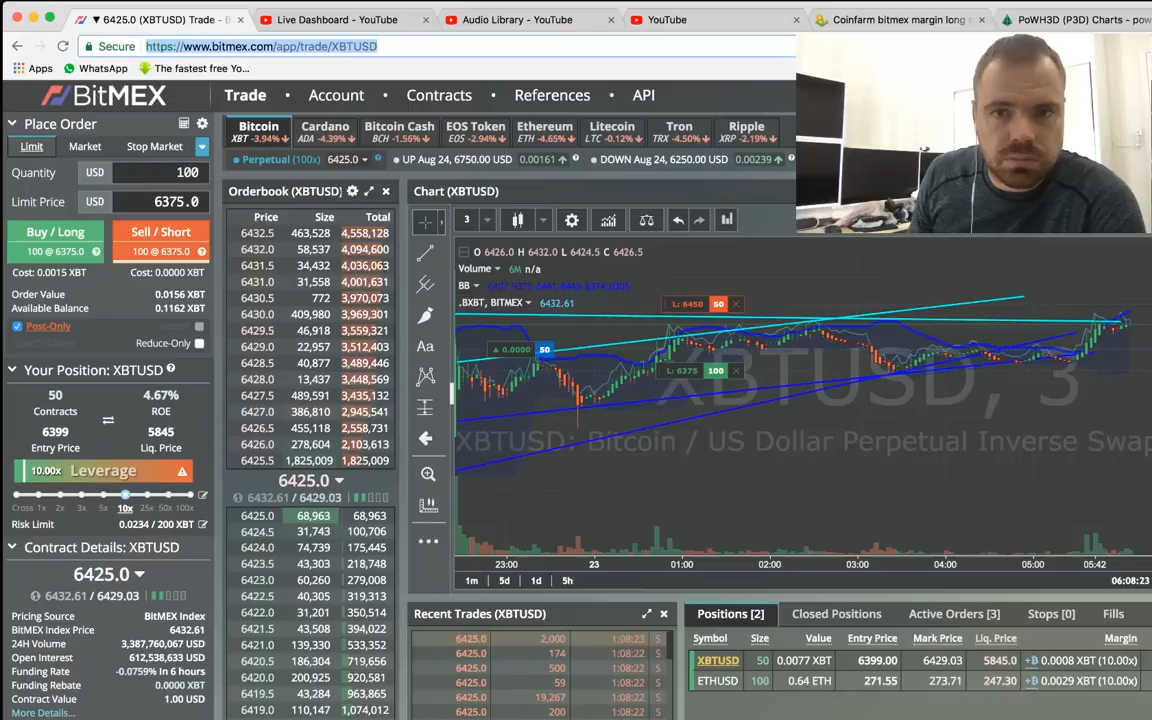 ▼ 6425.0 (XBTUSD) Trade - B
Live Dashboard - YouTube
Audio Library - YouTube
YouTube
Coinfarm bitmex margin long s
PoWH3D (P3D) Charts - pow
Secure
https://www.bitmex.com/app/trade/XBTUSD
Apps
WhatsApp
The fastest free Yo...
BitMEX
Trade • Account • Contracts • References • API
Place Order
Limit Market Stop Market
Quantity USD 100
Limit Price USD 6375.0
Buy / Long
100 @ 6375.0
Sell / Short
100 @ 6375.0
Cost: 0.0015 XBT Cost: 0.0000 XBT
Order Value 0.0156 XBT
Available Balance 0.1162 XBT
Post-Only
Reduce-Only
Your Position: XBTUSD
50 4.67%
Contracts ROE
6399 5845
Entry Price Liq. Price
10.00x Leverage
Cross 1x 2x 3x 5x 10x 25x 50x 100x
Risk Limit 0.0234 / 200 XBT
Contract Details: XBTUSD
6425.0
6432.61 / 6429.03
Pricing Source BitMEX Index
BitMEX Index Price 6432.61
24H Volume 3,387,760,067 USD
Open Interest 612,538,633 USD
Funding Rate -0.0759% In 6 hours
Funding Rebate 0.0000 XBT
Contract Value 1.00 USD
More Details...
Bitcoin Cardano Bitcoin Cash EOS Token Ethereum Litecoin Tron Ripple
XBT -3.94% ADA -4.39% BCH -1.56% EOS -2.94% ETH -4.65% LTC -0.12% TRX -4.50% XRP -2.19%
Perpetual (100x) 6425.0 UP Aug 24, 6750.00 USD 0.00161 DOWN Aug 24, 6250.00 USD 0.00239
Orderbook (XBTUSD)
Price Size Total
6432.5 463,528 4,558,128
6432.0 58,537 4,094,600
6431.5 34,432 4,036,063
6431.0 31,558 4,001,631
6430.5 772 3,970,073
6430.0 409,980 3,969,301
6429.5 46,918 3,559,321
6429.0 22,957 3,512,403
6428.5 40,877 3,489,446
6428.0 13,437 3,448,569
6427.5 489,591 3,435,132
6427.0 386,810 2,945,541
6426.5 455,118 2,558,731
6426.0 278,604 2,103,613
6425.5 1,825,009 1,825,009
6425.0
6432.61 / 6429.03
6425.0 68,963 68,963
6424.5 31,743 100,706
6424.0 74,739 175,445
6423.5 43,303 218,748
6423.0 60,260 279,008
6422.5 40,305 319,313
6422.0 31,201 350,514
6421.5 43,508 394,022
6421.0 139,330 533,352
6420.5 186,304 719,656
6420.0 200,925 920,581
6419.5 43,284 963,865
6419.0 110,147 1,074,012
Chart (XBTUSD)
3
O 6426.0 H 6432.0 L 6424.5 C 6426.5
Volume 6M n/a
BB
.BXBT, BITMEX 6432.61
L: 6450 50
0.0000 50
L: 6375 100
XBTUSD, 3
XBTUSD: Bitcoin / US Dollar Perpetual Inverse Swap
23:00 23 01:00 02:00 03:00 04:00 05:00 05:42
1m 5d 1d 5h
06:08:23
Recent Trades (XBTUSD)
6425.0 2,000 1:08:23 S
6425.0 174 1:08:22 S
6425.0 500 1:08:22 S
6425.0 59 1:08:22 S
6425.0 19,267 1:08:22 S
6425.0 200 1:08:22 S
Positions [2] Closed Positions Active Orders [3] Stops [0] Fills
Symbol Size Value Entry Price Mark Price Liq. Price Margin
XBTUSD 50 0.0077 XBT 6399.00 6429.03 5845.0 0.0008 XBT (10.00x)
ETHUSD 100 0.64 ETH 271.55 273.71 247.30 0.0029 XBT (10.00x)